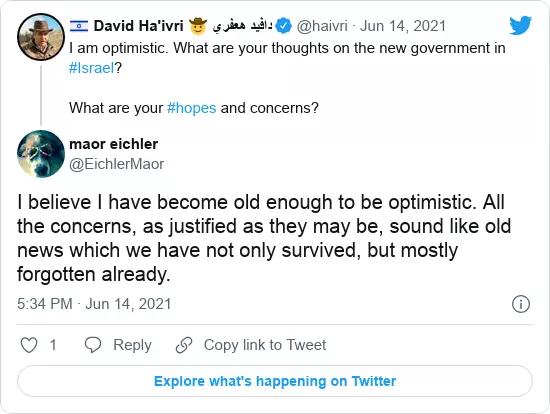 David Ha'ivri 🤠 دافيد هعفري @haivri · Jun 14, 2021
I am optimistic. What are your thoughts on the new government in
#Israel?
What are your #hopes and concerns?
maor eichler
@EichlerMaor
I believe I have become old enough to be optimistic. All
the concerns, as justified as they may be, sound like old
news which we have not only survived, but mostly
forgotten already.
5:34 PM · Jun 14, 2021
1 Reply Copy link to Tweet
Explore what's happening on Twitter